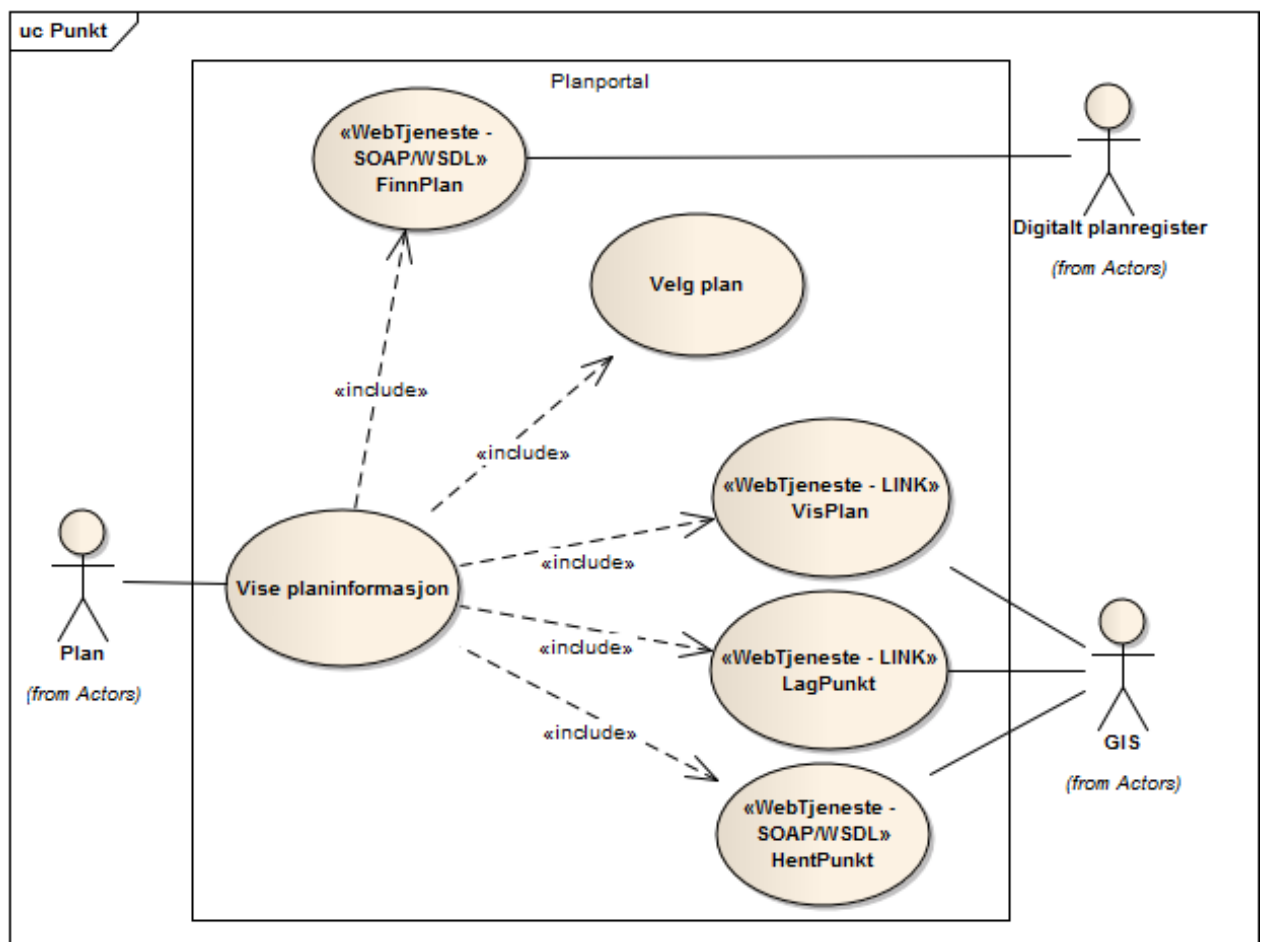 uc Punkt
Planportal
«WebTjeneste -
SOAP/WSDL»
FinnPlan
Digitalt planregister
(from Actors)
Velg plan
«include»
«include»
«WebTjeneste - LINK»
VisPlan
«include»
Vise planinformasjon
Plan
(from Actors)
«include»
«WebTjeneste - LINK»
LagPunkt
«include»
GIS
(from Actors)
«WebTjeneste -
SOAP/WSDL»
HentPunkt